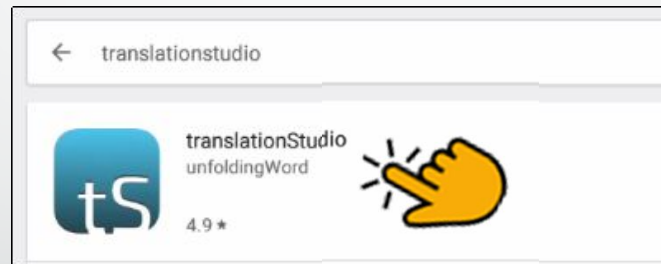 translationstudio
translationStudio
unfoldingWord
tS
4.9 ★